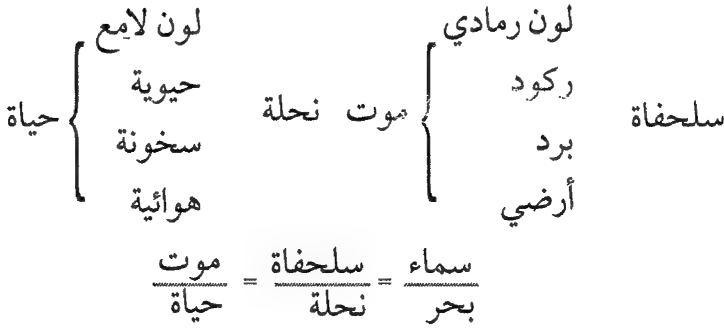 لون رمادي
ركود
سلحفاة
موت
برد
أرضي
لون لامع
حيوية
نحلة
حياة
سخونة
هوائية
سماء = سلحفاة = موت
بحر نحلة حياة